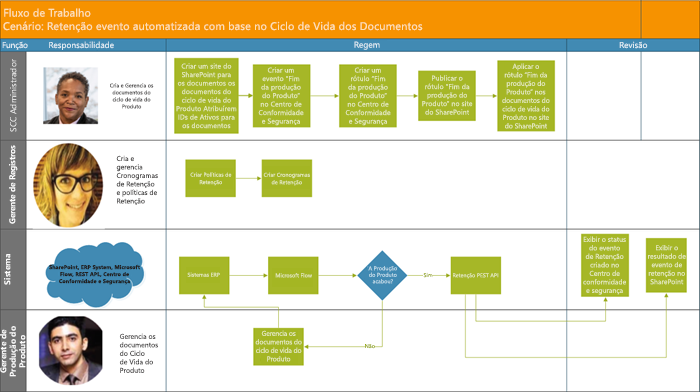 Fluxo de Trabalho
Cenário: Retenção evento automatizada com base no Ciclo de Vida dos Documentos
Função
Responsabilidade
Regem
Revisão
SCC Administrador
Cria e Gerencia os
documentos do
ciclo de vida do
Produto
Criar um site do
SharePoint para
os documentos os
documentos do
ciclo de vida do
Produto Atribuírem
IDs de Ativos para
os documentos
Criar um
evento "Fim
da produção
do Produto"
no Centro de
Conformidade
e Segurança
Criar um
rótulo "Fim
da produção
do Produto"
no Centro de
Conformidade
e Segurança
Publicar o
rótulo "Fim da
produção do
Produto" no site
do SharePoint
Aplicar o
rótulo "Fim da
produção do
Produto" nos
documentos do
ciclo de vida do
Produto no site
do SharePoint
Gerente de Registros
Cria e
gerencia
Cronogramas
de Retenção
e políticas de
Retenção
Criar Políticas de
Retenção
Criar Cronogramas
de Retenção
Sistema
SharePoint, ERP System, Microsoft
Flow, REST API, Centro de
Conformidade e Segurança
Sistemas ERP
Microsoft Flow
A Produção
do Produto
acabou?
Sim
Retenção PEST API
Exibir o status
do evento
de Retenção
criado no
Centro de
conformidade
e segurança
Exibir o
resultado de
evento de
retenção no
SharePoint
Gerente de
Produção do
Produto
Gerencia os
documentos
do Ciclo
de Vida do
Produto
Gerencia os
documentos do
ciclo de vida do
Produto
Não